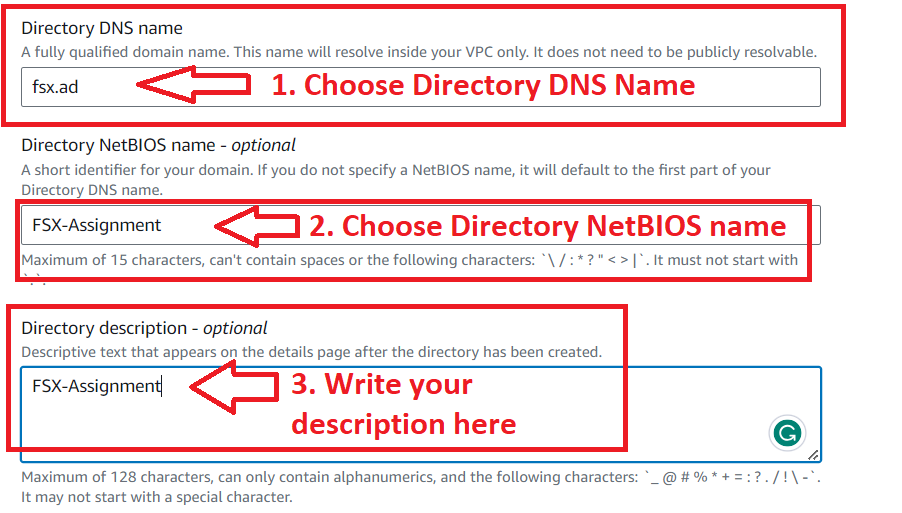 Directory DNS name
A fully qualified domain name. This name will resolve inside your VPC only. It does not need to be publicly resolvable.
fsx.ad
1. Choose Directory DNS Name
Directory NetBIOS name - optional
A short identifier for your domain. If you do not specify a NetBIOS name, it will default to the first part of your
Directory DNS name.
FSX-Assignment
2. Choose Directory NetBIOS name
Maximum of 15 characters, can't contain spaces or the following characters: `\ / : * ? " < > |`. It must not start with
`.`.
Directory description - optional
Descriptive text that appears on the details page after the directory has been created.
FSX-Assignment
3. Write your
description here
Maximum of 128 characters, can only contain alphanumerics, and the following characters: `_ @ # % * + = : ? . / ! \ - `.
It may not start with a special character.